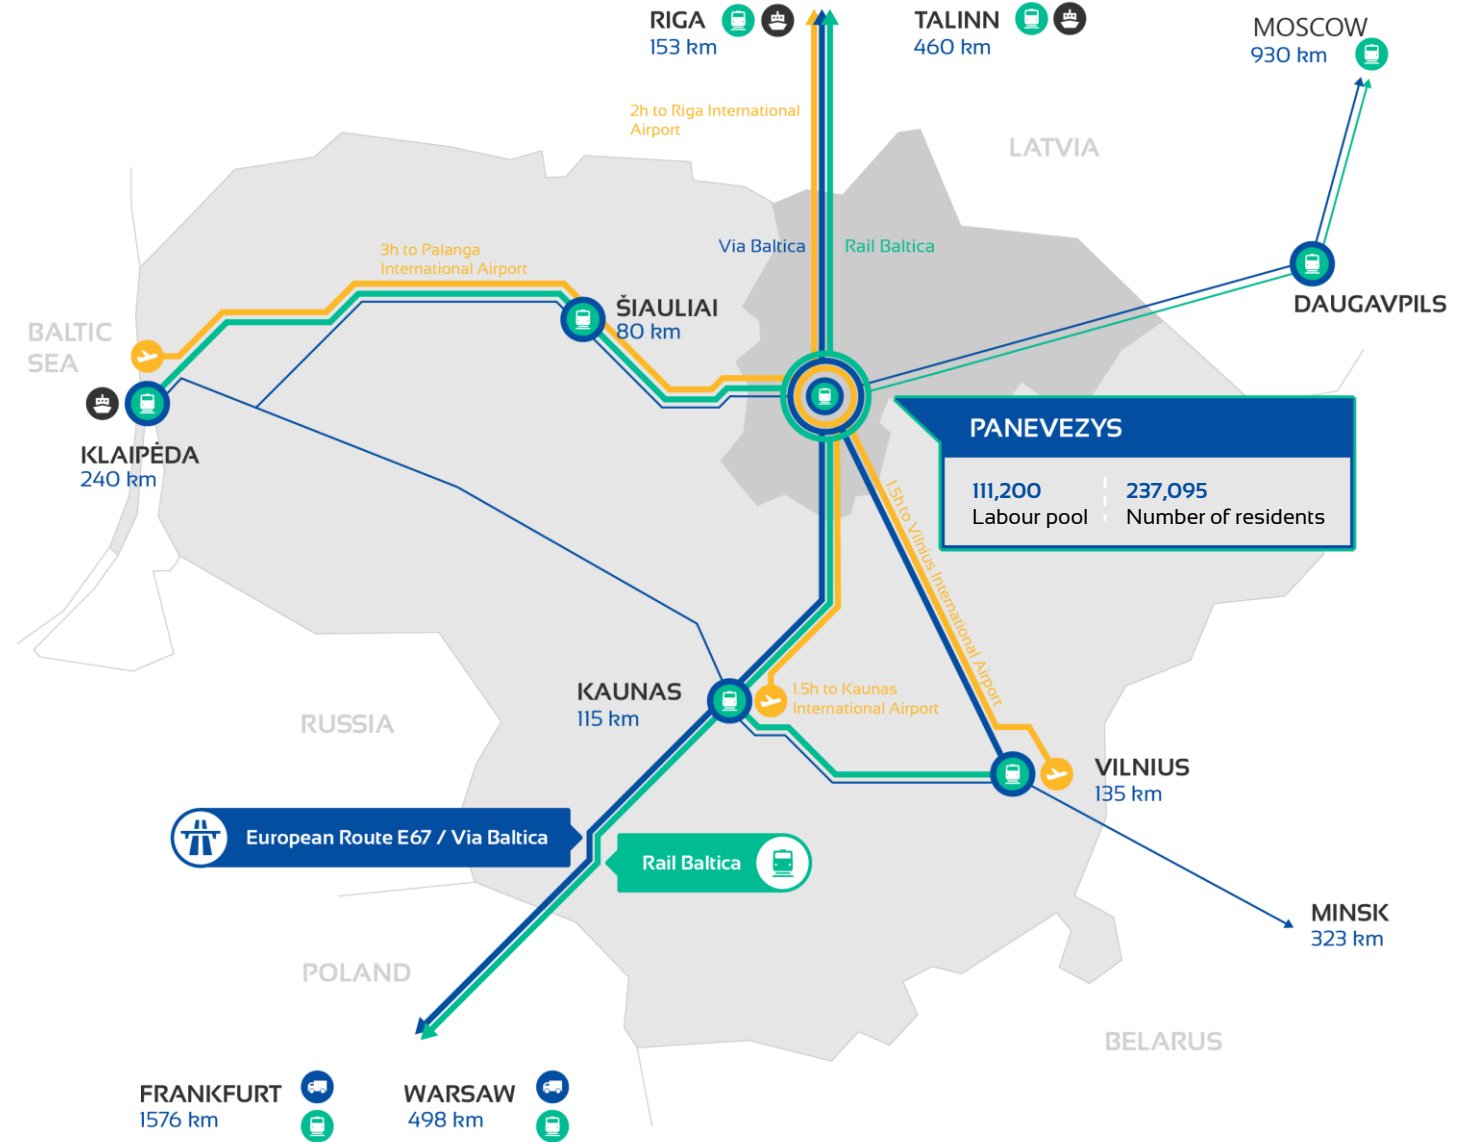 RIGA
153 km
TALINN
460 km
MOSCOW
930 km
2h to Riga International
Airport
LATVIA
Via Baltica
Rail Baltica
3h to Palanga
International Airport
ŠIAULIAI
80 km
DAUGAVPILS
BALTIC
SEA
KLAIPĖDA
240 km
PANEVEZYS
111,200
Labour pool
237,095
Number of residents
1.5h to Vilnius International Airport
KAUNAS
115 km
1.5h to Kaunas
International Airport
RUSSIA
VILNIUS
135 km
European Route E67 / Via Baltica
Rail Baltica
MINSK
323 km
POLAND
BELARUS
FRANKFURT
1576 km
WARSAW
498 km